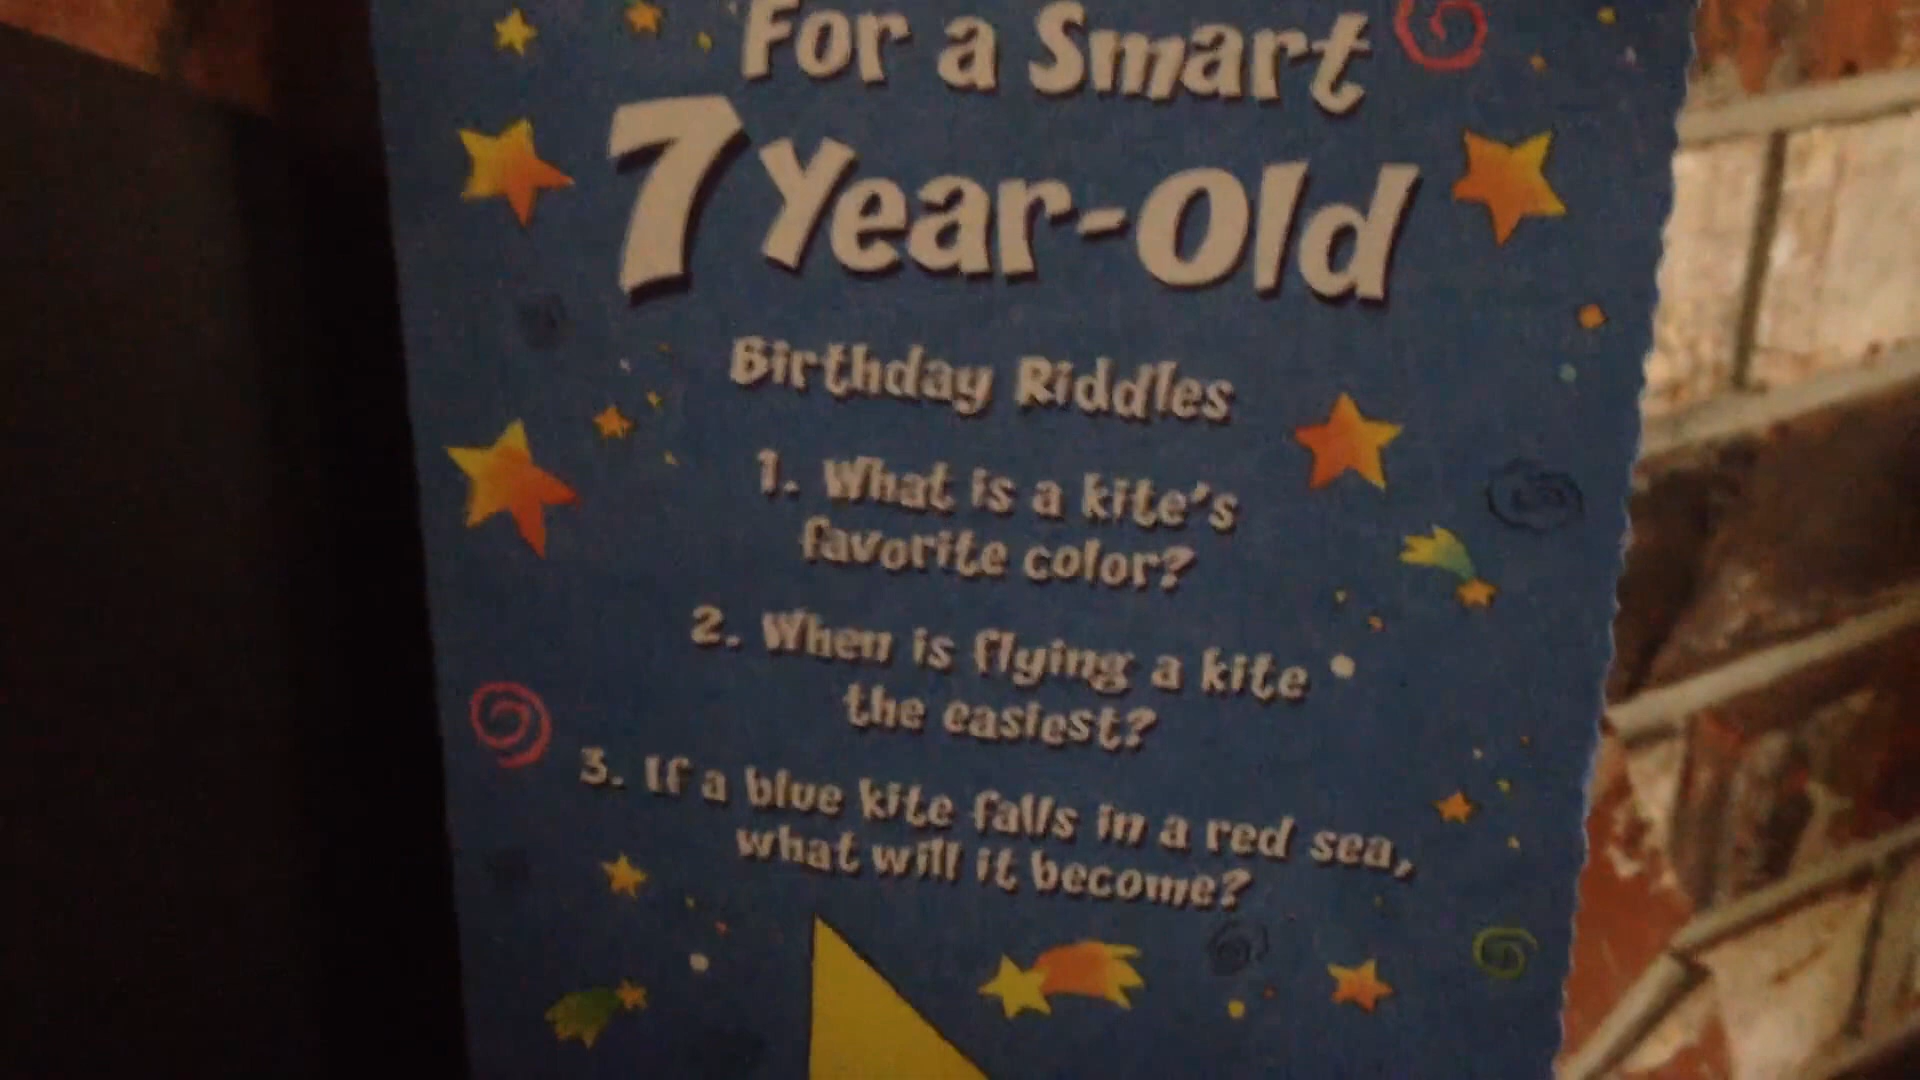 For a Smart
7 Year-Old
Birthday Riddles
1. What is a kite's
favorite color?
2. When is flying a kite
the easiest?
3. If a blue kite falls in a red sea,
what will it become?